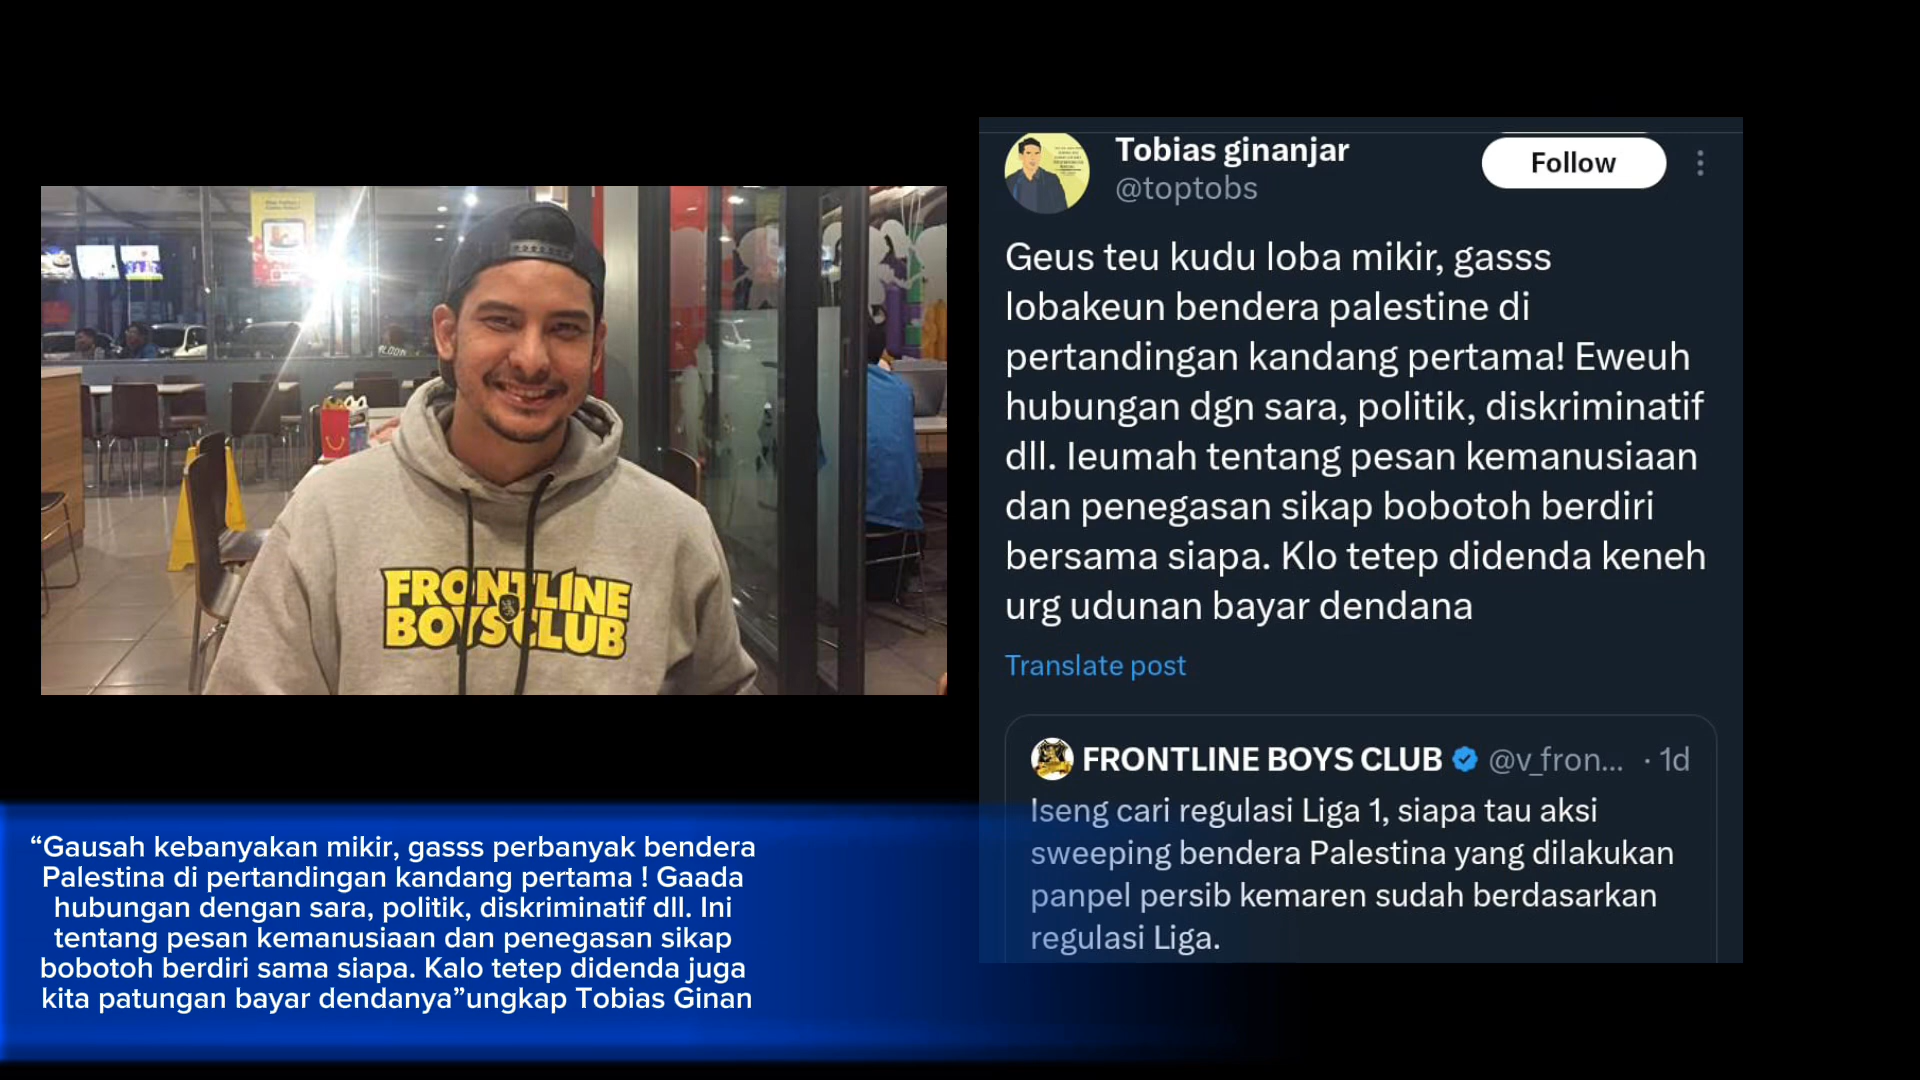 FRONTLINE
BOYS CLUB
Tobias ginanjar
@toptobs
Follow
Geus teu kudu loba mikir, gasss
lobakeun bendera palestine di
pertandingan kandang pertama! Eweuh
hubungan dgn sara, politik, diskriminatif
dll. Ieumah tentang pesan kemanusiaan
dan penegasan sikap bobotoh berdiri
bersama siapa. Klo tetep didenda keneh
urg udunan bayar dendana
Translate post
FRONTLINE BOYS CLUB @v_fron... · 1d
Iseng cari regulasi Liga 1, siapa tau aksi
sweeping bendera Palestina yang dilakukan
panpel persib kemaren sudah berdasarkan
regulasi Liga.
“Gausah kebanyakan mikir, gasss perbanyak bendera
Palestina di pertandingan kandang pertama ! Gaada
hubungan dengan sara, politik, diskriminatif dll. Ini
tentang pesan kemanusiaan dan penegasan sikap
bobotoh berdiri sama siapa. Kalo tetep didenda juga
kita patungan bayar dendanya”ungkap Tobias Ginan